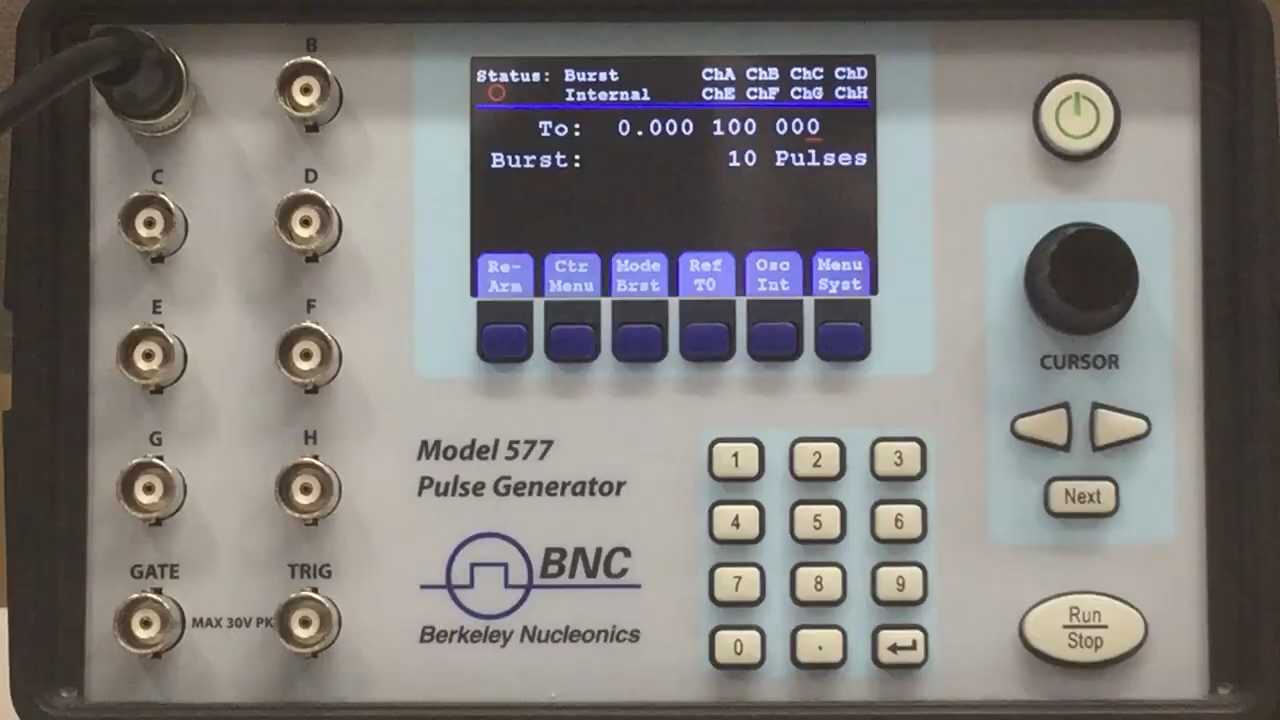 B
C
D
E
F
G
H
GATE
TRIG
MAX 30V PK
Status: Burst ChA ChB ChC ChD
Internal ChE ChF ChG ChH
To: 0.000 100 000
Burst: 10 Pulses
Re-
Arm
Ctr
Menu
Mode
Brst
Ref
T0
Osc
Int
Menu
Syst
Model 577
Pulse Generator
BNC
Berkeley Nucleonics
1 2 3
4 5 6
7 8 9
0 .
CURSOR
Next
Run
Stop